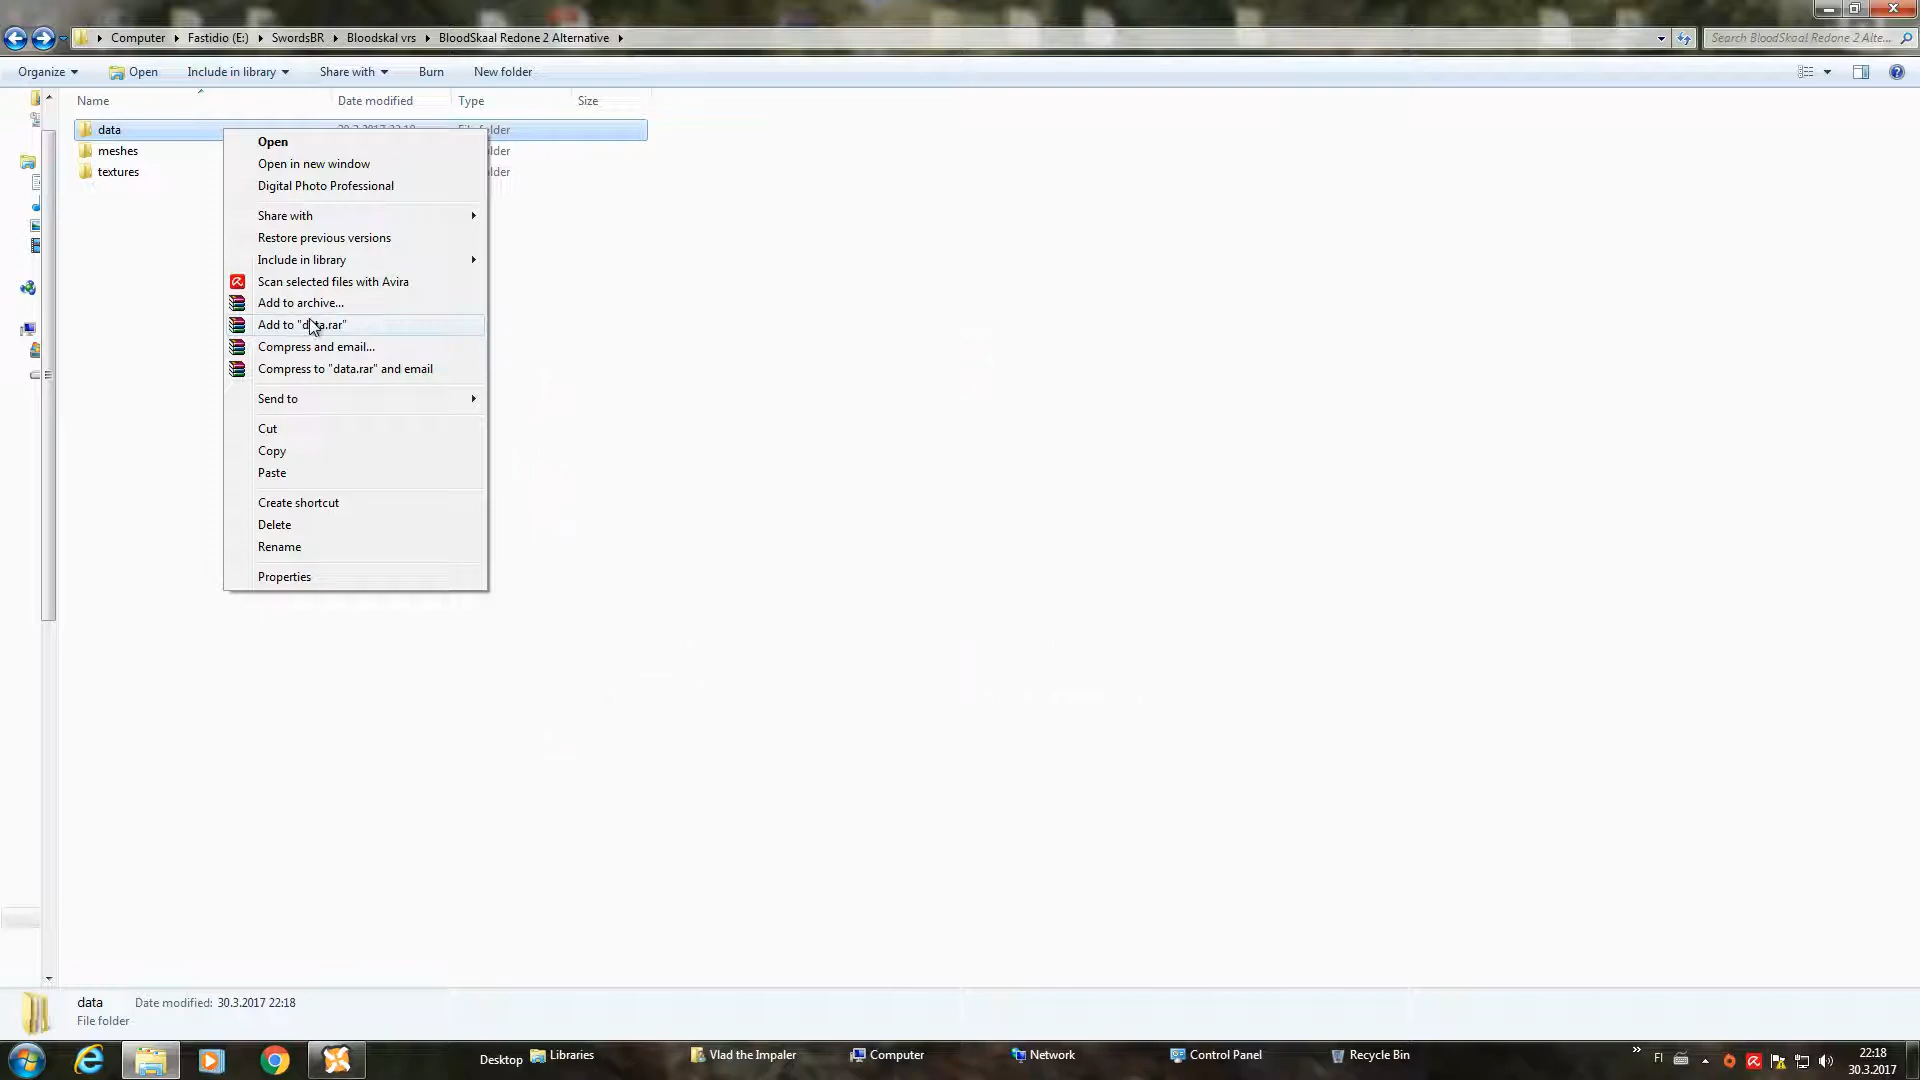 Computer Fastidio (E:) SwordsBR Bloodskal vrs BloodSkaal Redone 2 Alternative
Search BloodSkaal Redone 2 Alte...
Organize Open Include in library Share with Burn New folder
Name Date modified Type Size
data
meshes
textures
Open
Open in new window
Digital Photo Professional
Share with
Restore previous versions
Include in library
Scan selected files with Avira
Add to archive...
Add to "data.rar"
Compress and email...
Compress to "data.rar" and email
Send to
Cut
Copy
Paste
Create shortcut
Delete
Rename
Properties
data Date modified: 30.3.2017 22:18
File folder
Desktop Libraries Vlad the Impaler Computer Network Control Panel Recycle Bin
FI
22:18
30.3.2017